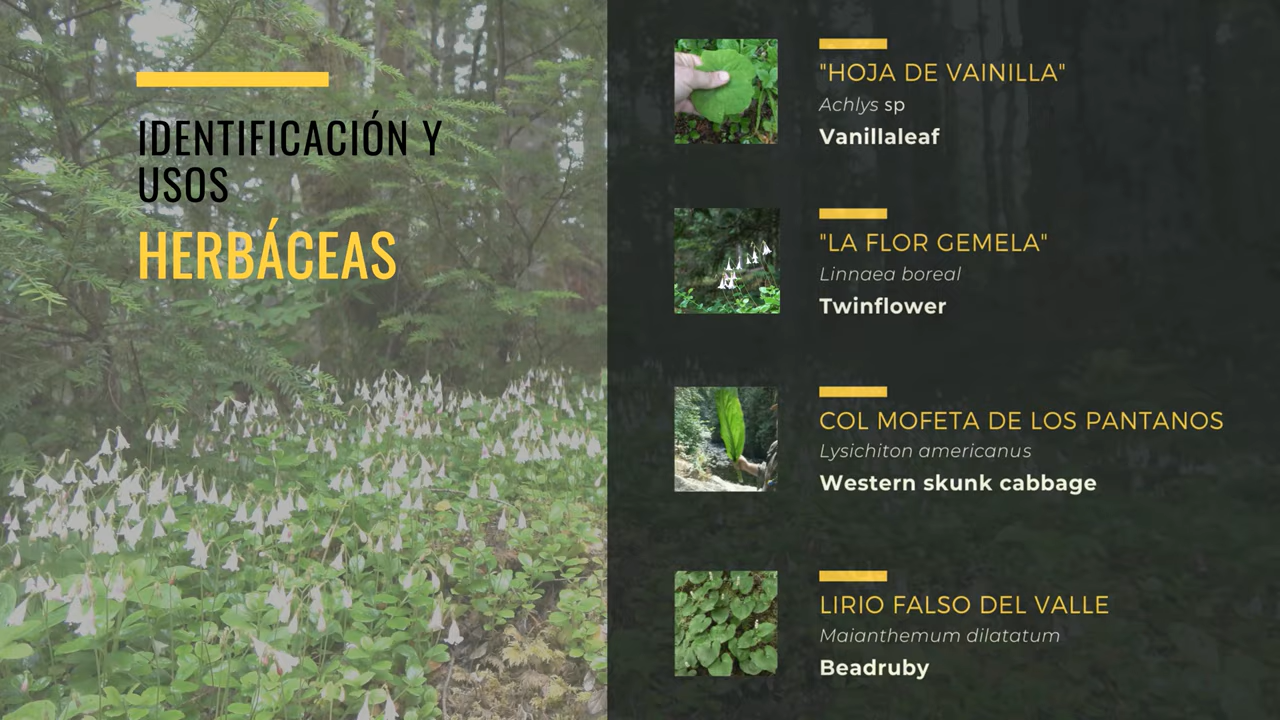 IDENTIFICACIÓN Y
USOS
HERBÁCEAS
"HOJA DE VAINILLA"
Achlys sp
Vanillaleaf
"LA FLOR GEMELA"
Linnaea boreal
Twinflower
COL MOFETA DE LOS PANTANOS
Lysichiton americanus
Western skunk cabbage
LIRIO FALSO DEL VALLE
Maianthemum dilatatum
Beadruby